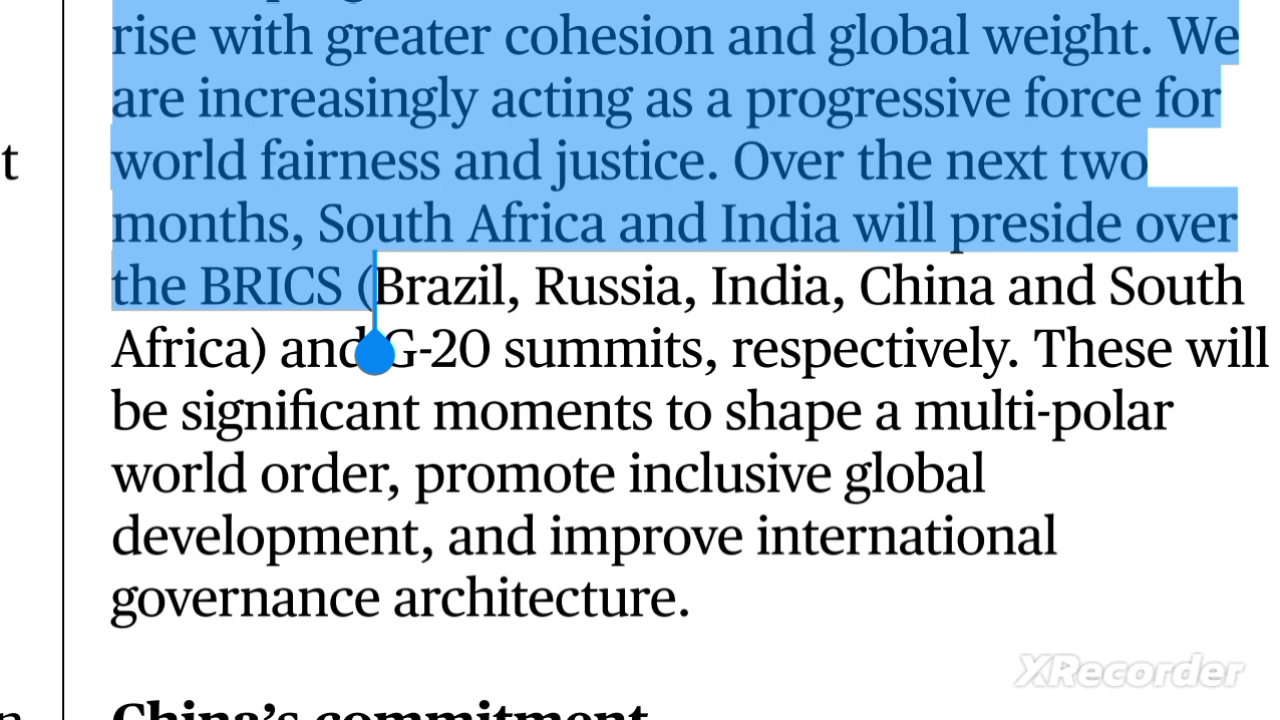 rise with greater cohesion and global weight. We
are increasingly acting as a progressive force for
world fairness and justice. Over the next two
months, South Africa and India will preside over
the BRICS (Brazil, Russia, India, China and South
Africa) and G-20 summits, respectively. These will
be significant moments to shape a multi-polar
world order, promote inclusive global
development, and improve international
governance architecture.
China's commitment
XRecorder